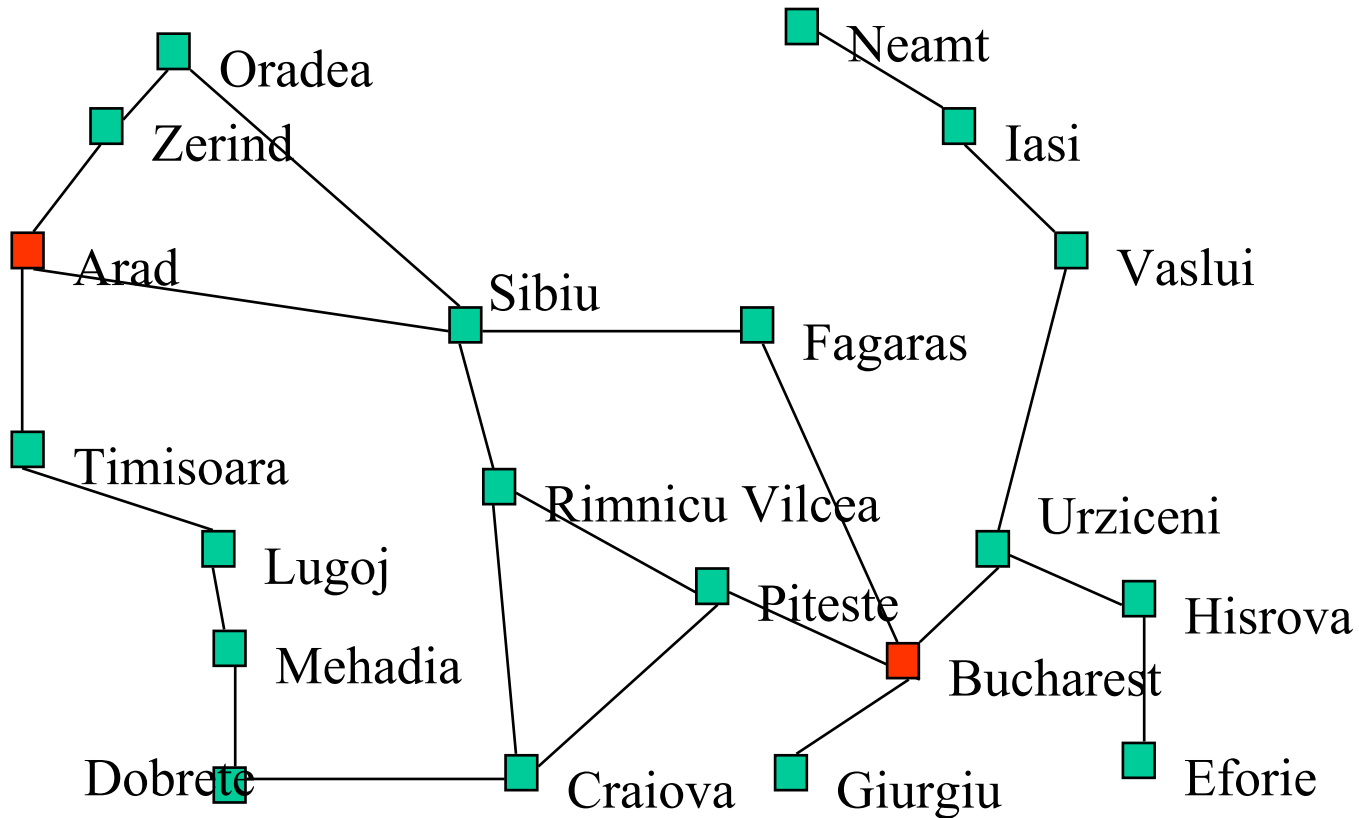 Neamt
Oradea
Zerind
Iasi
Arad
Vaslui
Sibiu
Fagaras
Timisoara
Rimnicu Vilcea
Urziceni
Lugoj
Piteste
Hisrova
Mehadia
Bucharest
Dobrete
Craiova
Giurgiu
Eforie